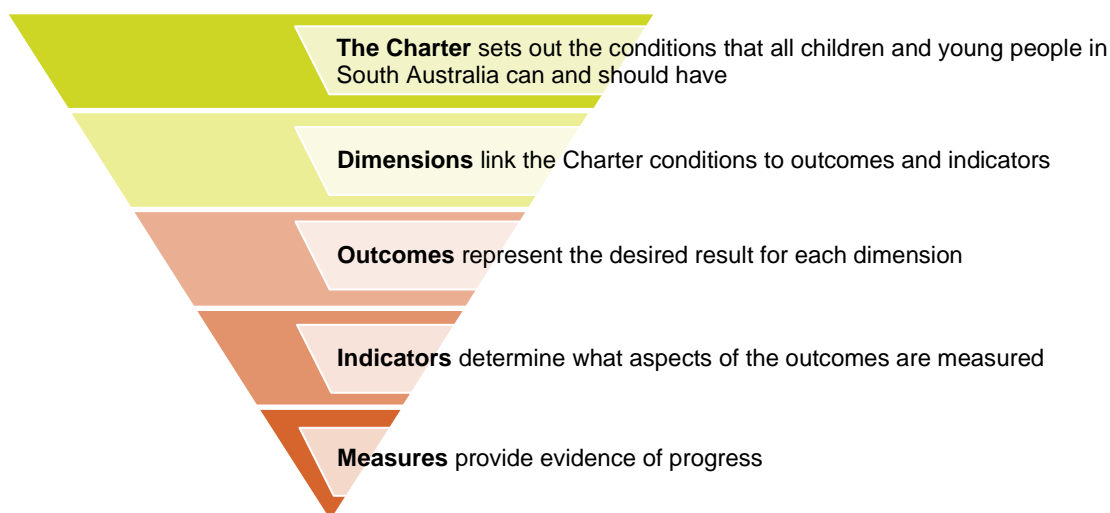 The Charter sets out the conditions that all children and young people in
South Australia can and should have
Dimensions link the Charter conditions to outcomes and indicators
Outcomes represent the desired result for each dimension
Indicators determine what aspects of the outcomes are measured
Measures provide evidence of progress